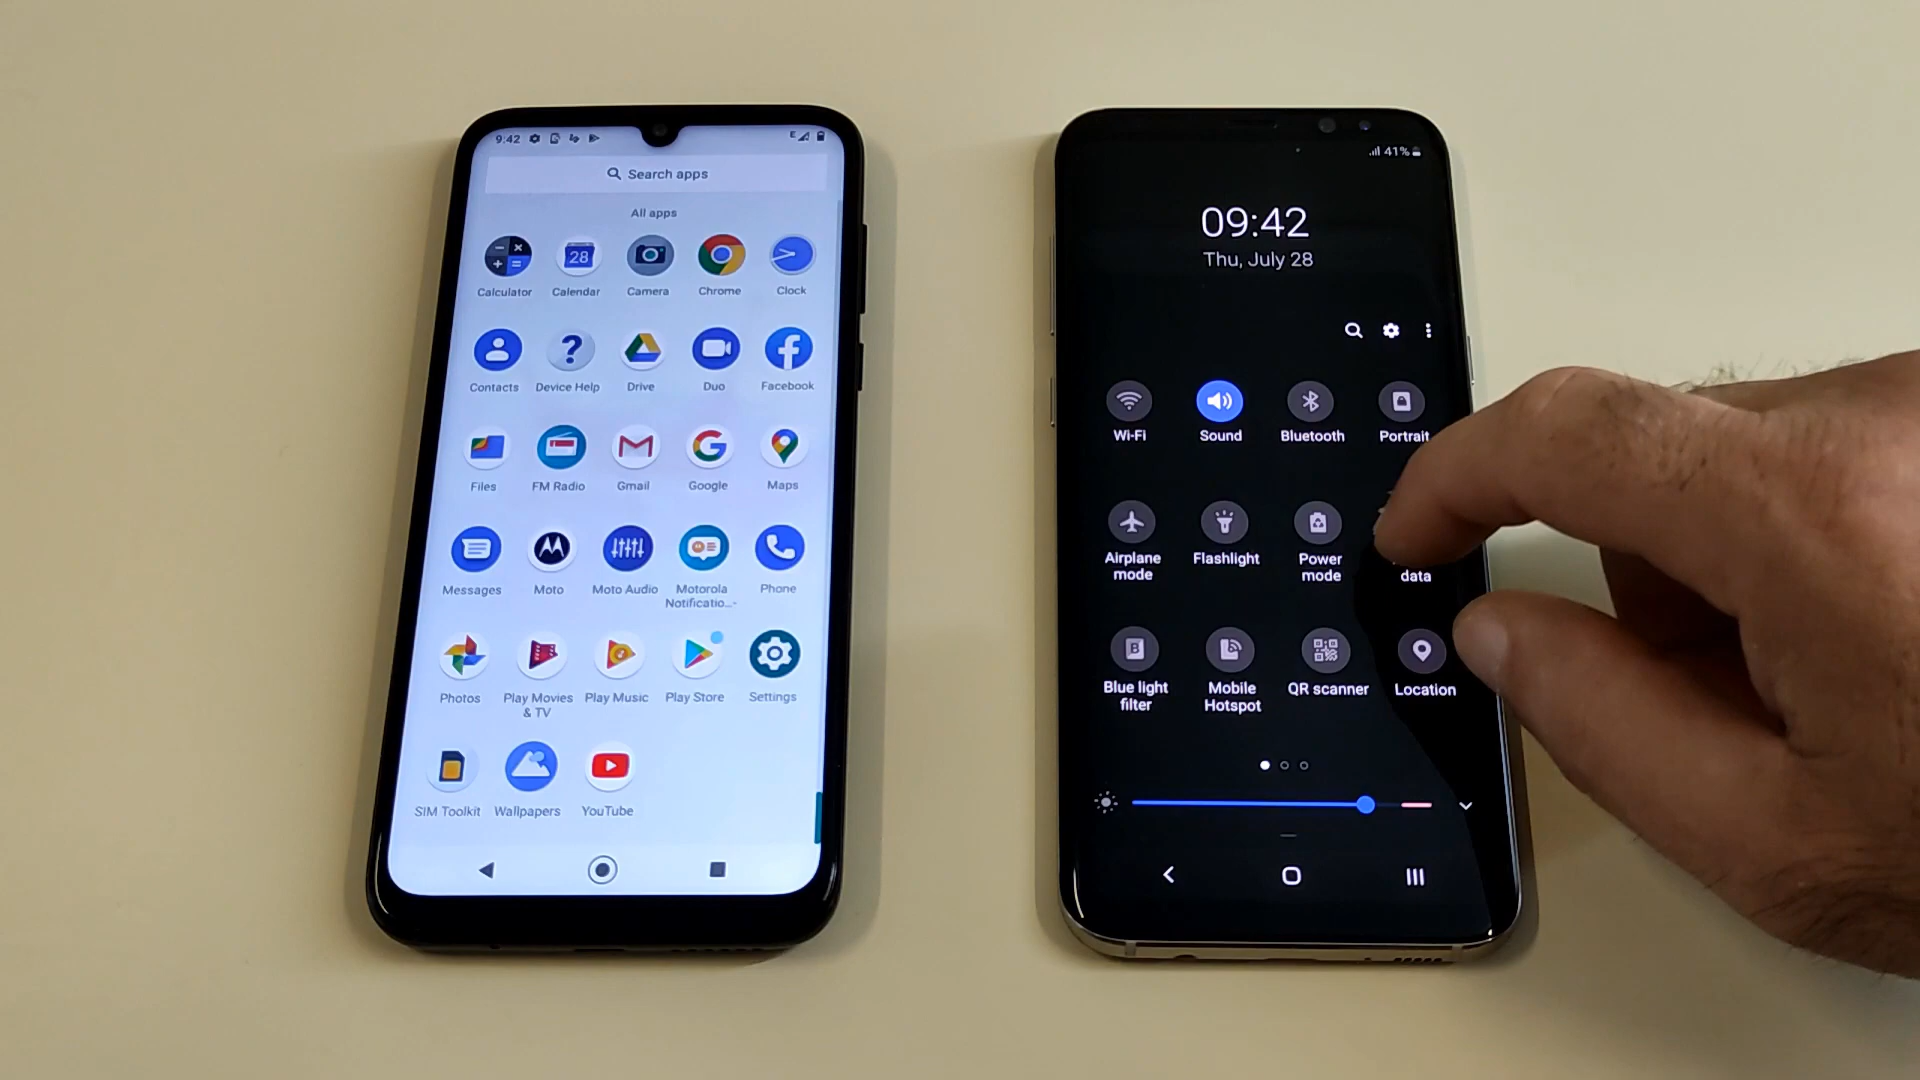 9:42
E
Search apps
All apps
28
Calculator
Calendar
Camera
Chrome
Clock
Contacts
Device Help
Drive
Duo
Facebook
Files
FM Radio
Gmail
Google
Maps
Messages
Moto
Moto Audio
Motorola
Notificatio...
Phone
Photos
Play Movies
& TV
Play Music
Play Store
Settings
SIM Toolkit
Wallpapers
YouTube
41%
09:42
Thu, July 28
Wi-Fi
Sound
Bluetooth
Portrait
Airplane
mode
Flashlight
Power
mode
data
B
Blue light
filter
Mobile
Hotspot
QR scanner
Location